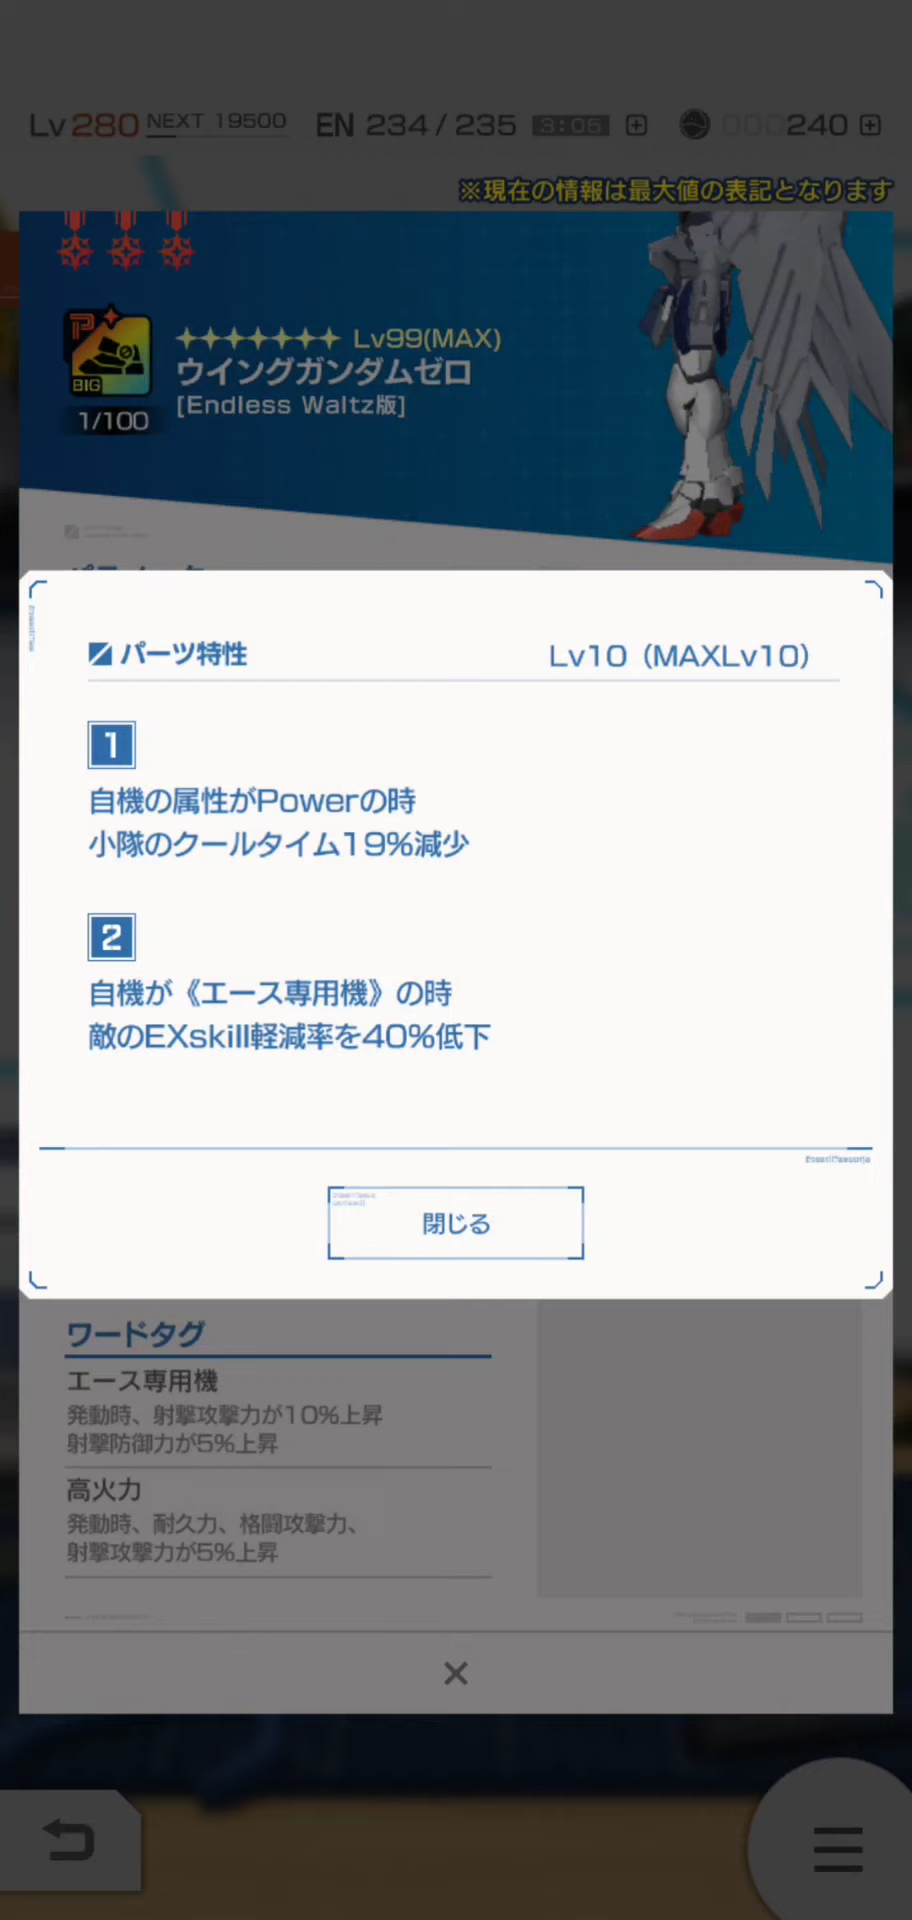 Lv280 NEXT 19500 EN 234/235 3:05 000240
※現在の情報は最大値の表記となります
P
BIG
1/100
Lv99(MAX)
ウイングガンダムゼロ
[Endless Waltz版]
パーツ特性 Lv10（MAXLv10）
1
自機の属性がPowerの時
小隊のクールタイム19%減少
2
自機が《エース専用機》の時
敵のEXskill軽減率を40%低下
閉じる
ワードタグ
エース専用機
発動時、射撃攻撃力が10%上昇
射撃防御力が5%上昇
高火力
発動時、耐久力、格闘攻撃力、
射撃攻撃力が5%上昇